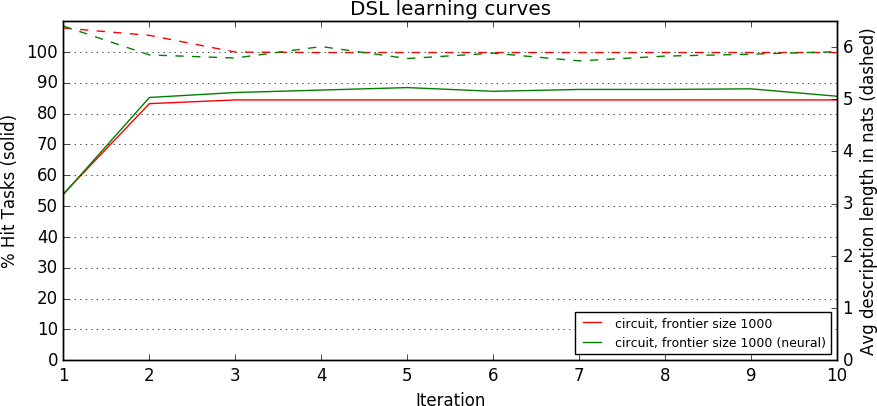 DSL learning curves
% Hit Tasks (solid)
100
90
80
70
60
50
40
30
20
10
0
6
5
4
3
2
1
0
Avg description length in nats (dashed)
circuit, frontier size 1000
circuit, frontier size 1000 (neural)
1 2 3 4 5 6 7 8 9 10
Iteration